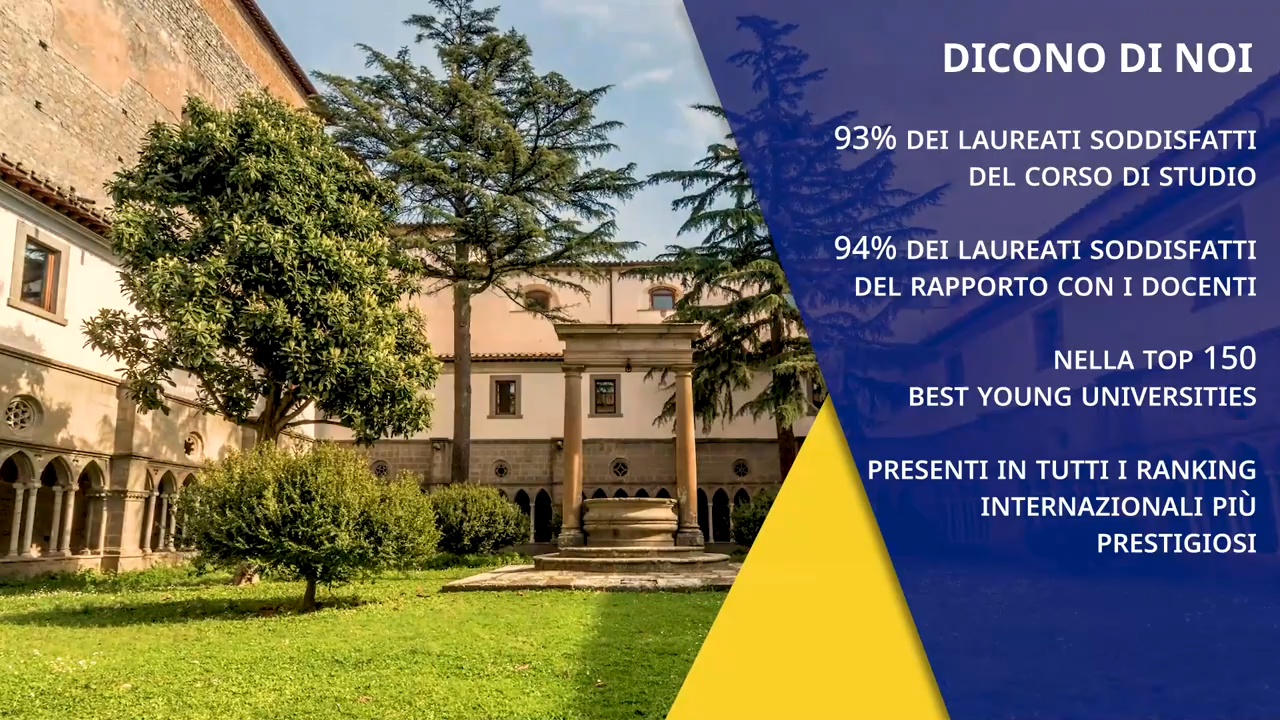 DICONO DI NOI
93% DEI LAUREATI SODDISFATTI
DEL CORSO DI STUDIO
94% DEI LAUREATI SODDISFATTI
DEL RAPPORTO CON I DOCENTI
NELLA TOP 150
BEST YOUNG UNIVERSITIES
PRESENTI IN TUTTI I RANKING
INTERNAZIONALI PIÙ
PRESTIGIOSI